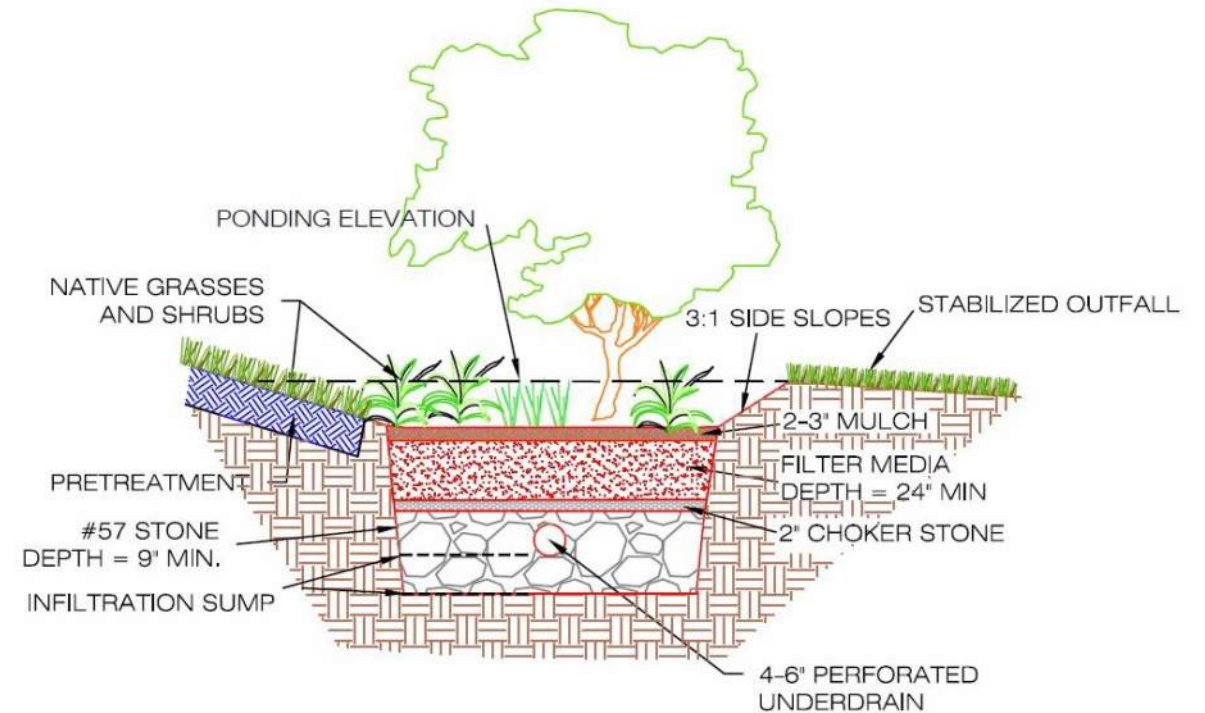 PONDING ELEVATION
NATIVE GRASSES
AND SHRUBS
3:1 SIDE SLOPES
STABILIZED OUTFALL
2-3" MULCH
PRETREATMENT
FILTER MEDIA
DEPTH = 24" MIN
#57 STONE
DEPTH = 9" MIN.
2" CHOKER STONE
INFILTRATION SUMP
4-6" PERFORATED
UNDERDRAIN